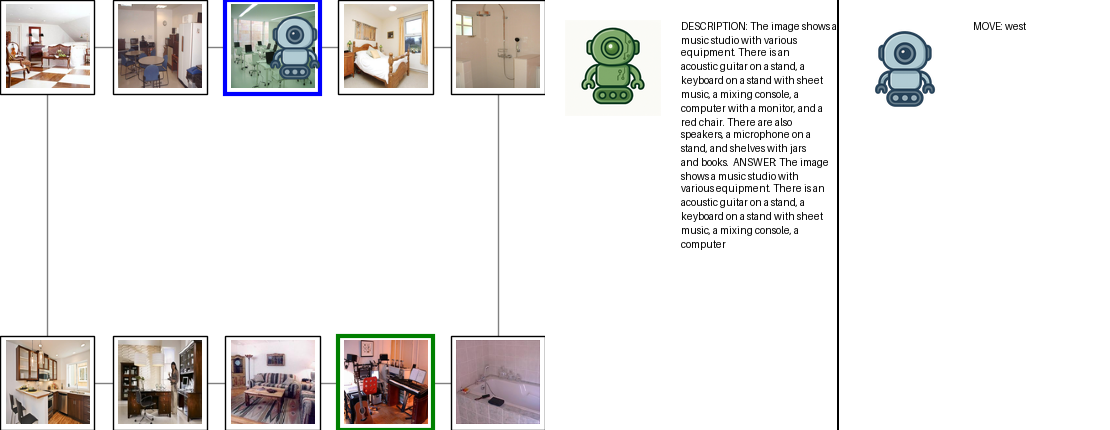 DESCRIPTION: The image shows a
music studio with various
equipment. There is an
acoustic guitar on a stand, a
keyboard on a stand with sheet
music, a mixing console, a
computer with a monitor, and a
red chair. There are also
speakers, a microphone on a
stand, and shelves with jars
and books. ANSWER: The image
shows a music studio with
various equipment. There is an
acoustic guitar on a stand, a
keyboard on a stand with sheet
music, a mixing console, a
computer
MOVE: west